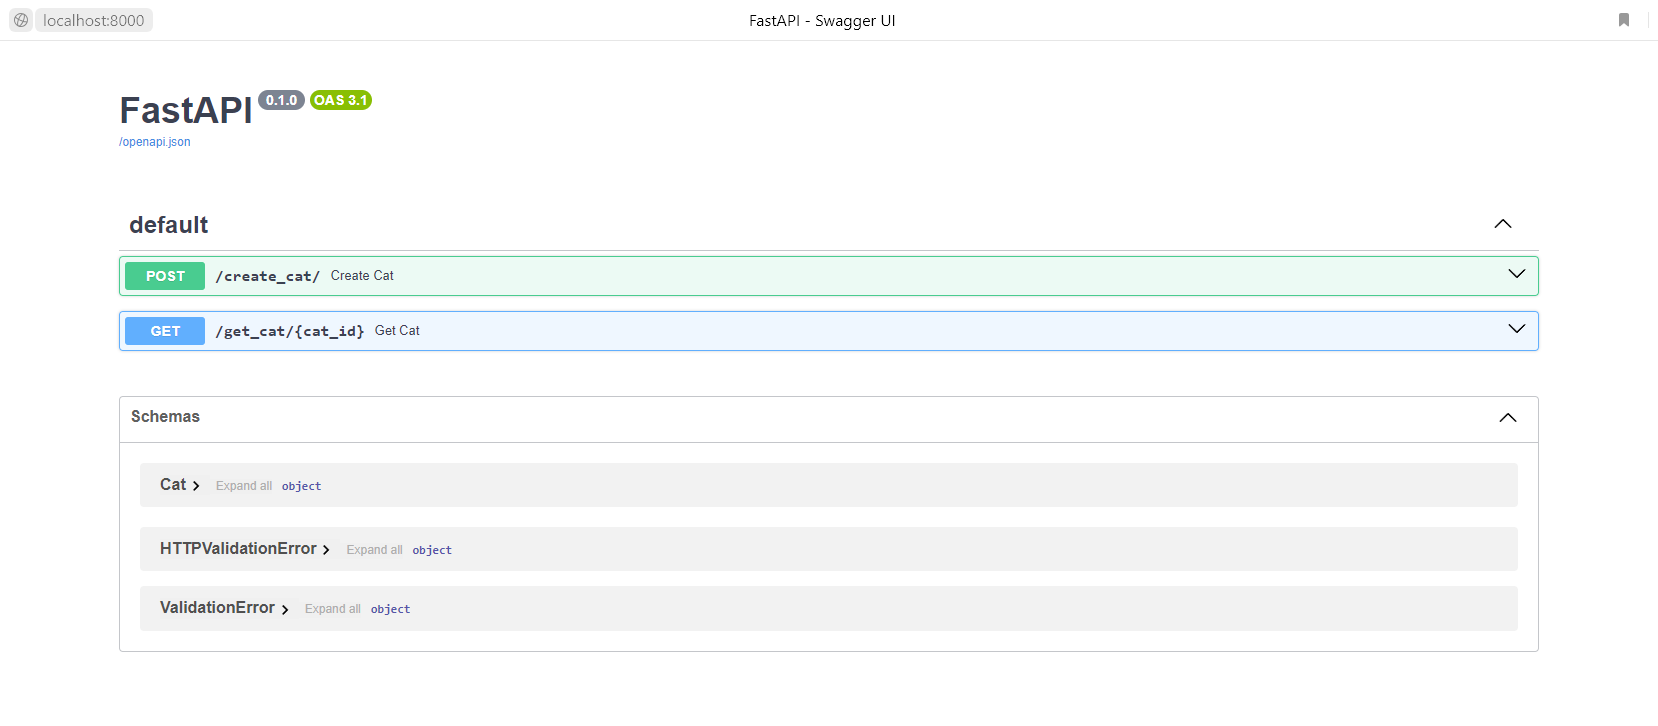 localhost:8000
FastAPI - Swagger UI
FastAPI 0.1.0 OAS 3.1
/openapi.json
default
POST /create_cat/ Create Cat
GET /get_cat/{cat_id} Get Cat
Schemas
Cat Expand all object
HTTPValidationError Expand all object
ValidationError Expand all object